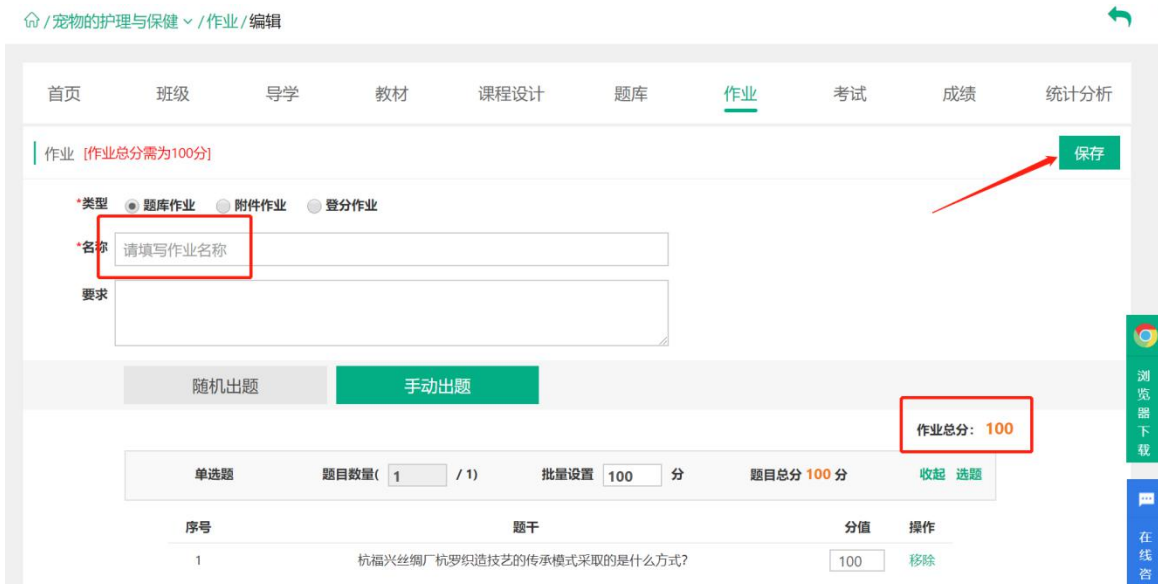 /宠物的护理与保健 /作业/编辑
首页 班级 导学 教材 课程设计 题库 作业 考试 成绩 统计分析
作业 [作业总分需为100分] 保存
*类型 题库作业 附件作业 登分作业
*名称 请填写作业名称
要求
随机出题 手动出题
作业总分: 100
单选题 题目数量( 1 / 1) 批量设置 100 分 题目总分 100 分 收起 选题
序号 题干 分值 操作
1 杭福兴丝绸厂杭罗织造技艺的传承模式采取的是什么方式? 100 移除
浏览器下载
在线咨